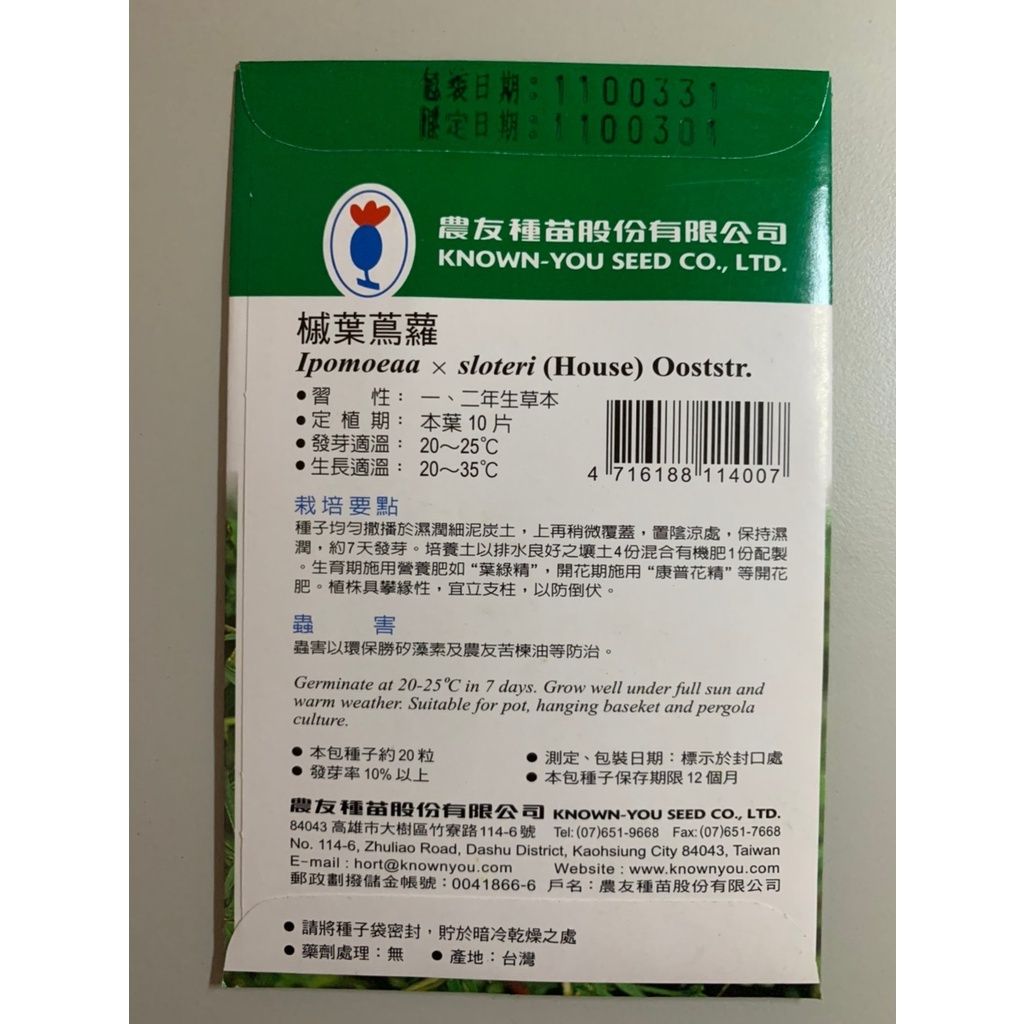 包裝日期:1100331
測定日期:1100301
農友種苗股份有限公司
KNOWN-YOU SEED CO., LTD.
槭葉蔦蘿
Ipomoeaa × sloteri (House) Ooststr.
●習 性: 一、二年生草本
●定 植 期: 本葉10片
●發芽適溫: 20～25℃
●生長適溫: 20～35℃
4 716188 114007
栽培要點
種子均勻撒播於濕潤細泥炭土，上再稍微覆蓋，置陰涼處，保持濕
潤，約7天發芽。培養土以排水良好之壤土4份混合有機肥1份配製
。生育期施用營養肥如“葉綠精”，開花期施用“康普花精”等開花
肥。植株具攀緣性，宜立支柱，以防倒伏。
蟲 害
蟲害以環保勝矽藻素及農友苦楝油等防治。
Germinate at 20-25℃ in 7 days. Grow well under full sun and
warm weather. Suitable for pot, hanging baseket and pergola
culture.
● 本包種子約20粒 ● 測定、包裝日期：標示於封口處
● 發芽率10%以上 ● 本包種子保存期限12個月
農友種苗股份有限公司 KNOWN-YOU SEED CO., LTD.
84043 高雄市大樹區竹寮路114-6號 Tel: (07)651-9668 Fax: (07)651-7668
No. 114-6, Zhuliao Road, Dashu District, Kaohsiung City 84043, Taiwan
E-mail : hort@knownyou.com Website : www.knownyou.com
郵政劃撥儲金帳號：0041866-6 戶名：農友種苗股份有限公司
● 請將種子袋密封，貯於暗冷乾燥之處
● 藥劑處理：無 ● 產地：台灣